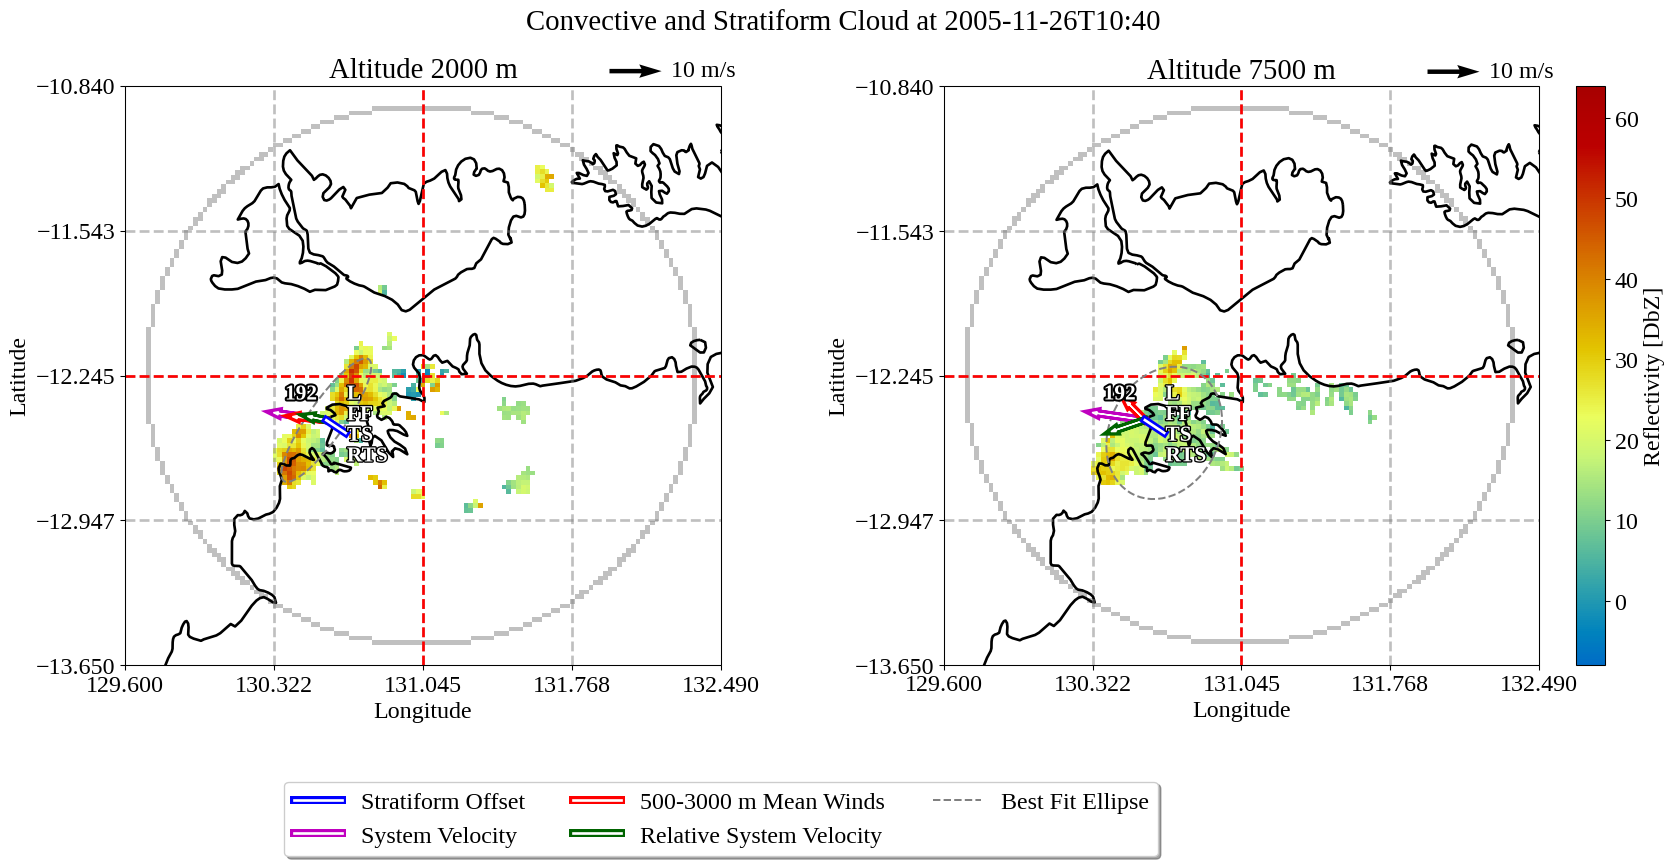 Convective and Stratiform Cloud at 2005-11-26T10:40
Altitude 2000 m
10 m/s
−10.840
−11.543
−12.245
−12.947
−13.650
Latitude
192
L
FF
TS
RTS
129.600 130.322 131.045 131.768 132.490
Longitude
Altitude 7500 m
10 m/s
−10.840
−11.543
−12.245
−12.947
−13.650
Latitude
192
L
FF
TS
RTS
129.600 130.322 131.045 131.768 132.490
Longitude
60
50
40
30
20
10
0
Reflectivity [DbZ]
Stratiform Offset
System Velocity
500-3000 m Mean Winds
Relative System Velocity
Best Fit Ellipse